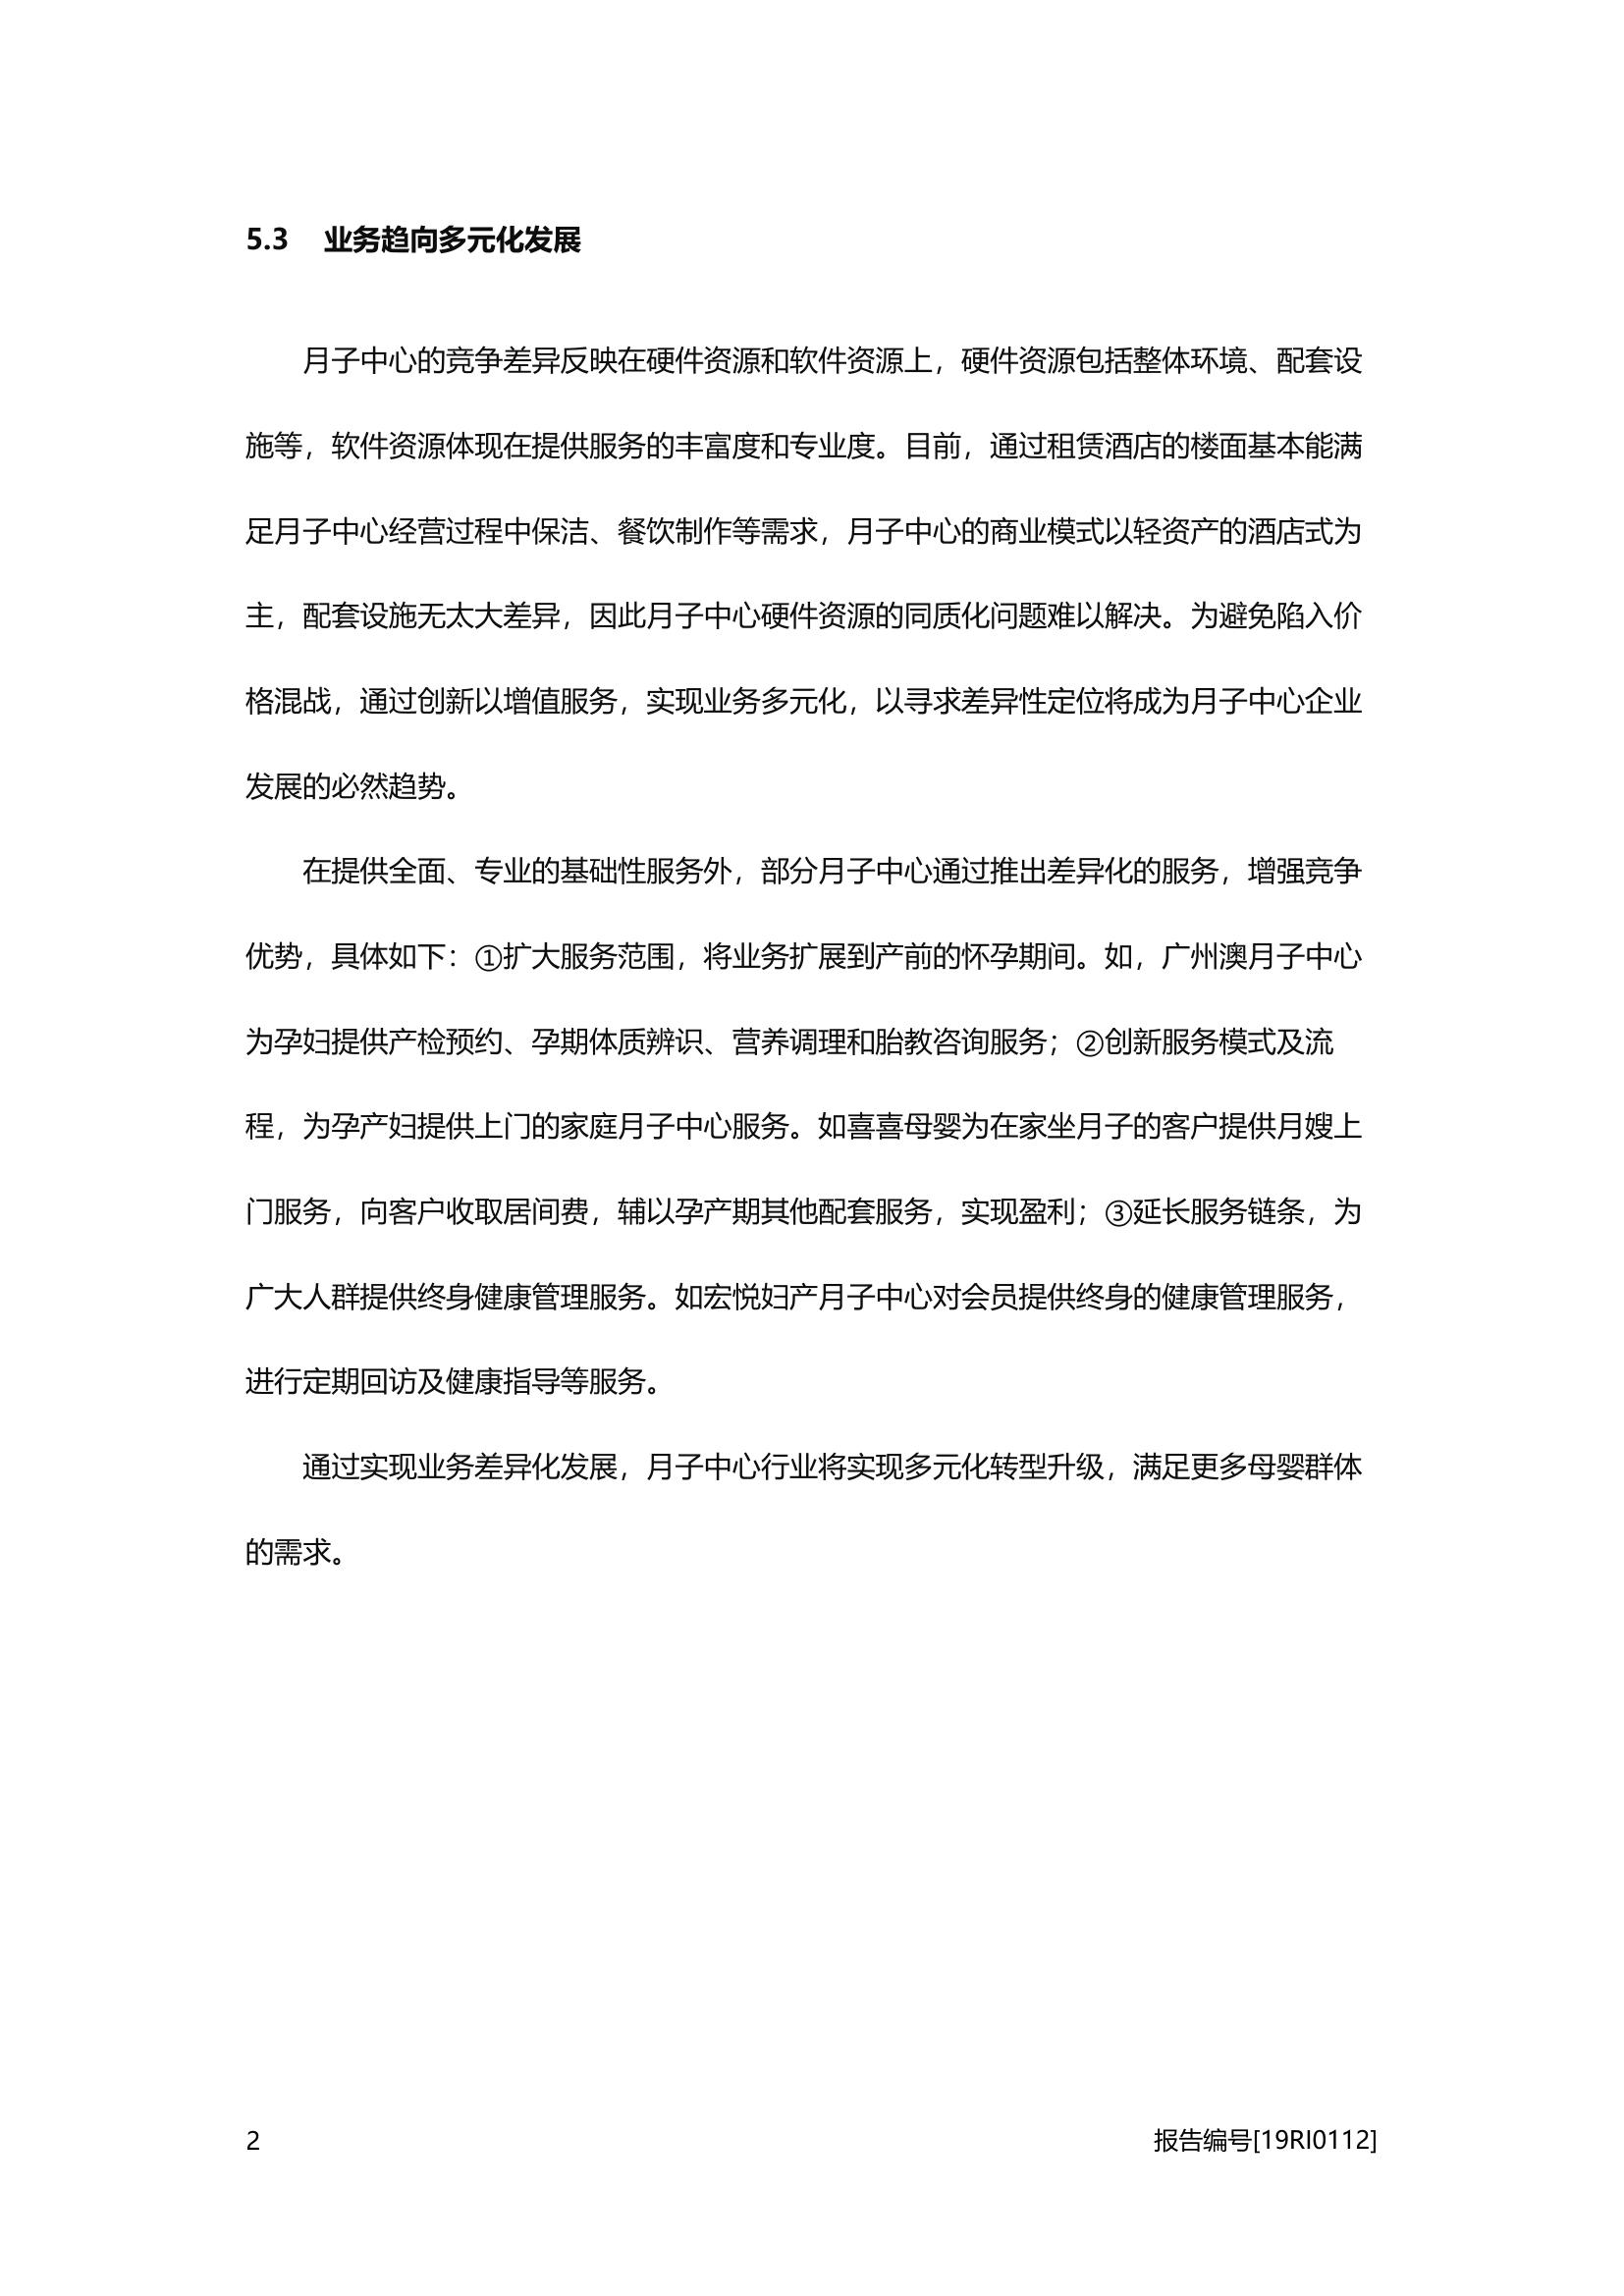 5.3 业务趋向多元化发展
月子中心的竞争差异反映在硬件资源和软件资源上，硬件资源包括整体环境、配套设
施等，软件资源体现在提供服务的丰富度和专业度。目前，通过租赁酒店的楼面基本能满
足月子中心经营过程中保洁、餐饮制作等需求，月子中心的商业模式以轻资产的酒店式为
主，配套设施无太大差异，因此月子中心硬件资源的同质化问题难以解决。为避免陷入价
格混战，通过创新以增值服务，实现业务多元化，以寻求差异性定位将成为月子中心企业
发展的必然趋势。
在提供全面、专业的基础性服务外，部分月子中心通过推出差异化的服务，增强竞争
优势，具体如下：①扩大服务范围，将业务扩展到产前的怀孕期间。如，广州澳月子中心
为孕妇提供产检预约、孕期体质辨识、营养调理和胎教咨询服务；②创新服务模式及流
程，为孕产妇提供上门的家庭月子中心服务。如喜喜母婴为在家坐月子的客户提供月嫂上
门服务，向客户收取居间费，辅以孕产期其他配套服务，实现盈利；③延长服务链条，为
广大人群提供终身健康管理服务。如宏悦妇产月子中心对会员提供终身的健康管理服务，
进行定期回访及健康指导等服务。
通过实现业务差异化发展，月子中心行业将实现多元化转型升级，满足更多母婴群体
的需求。
2 报告编号[19RI0112]